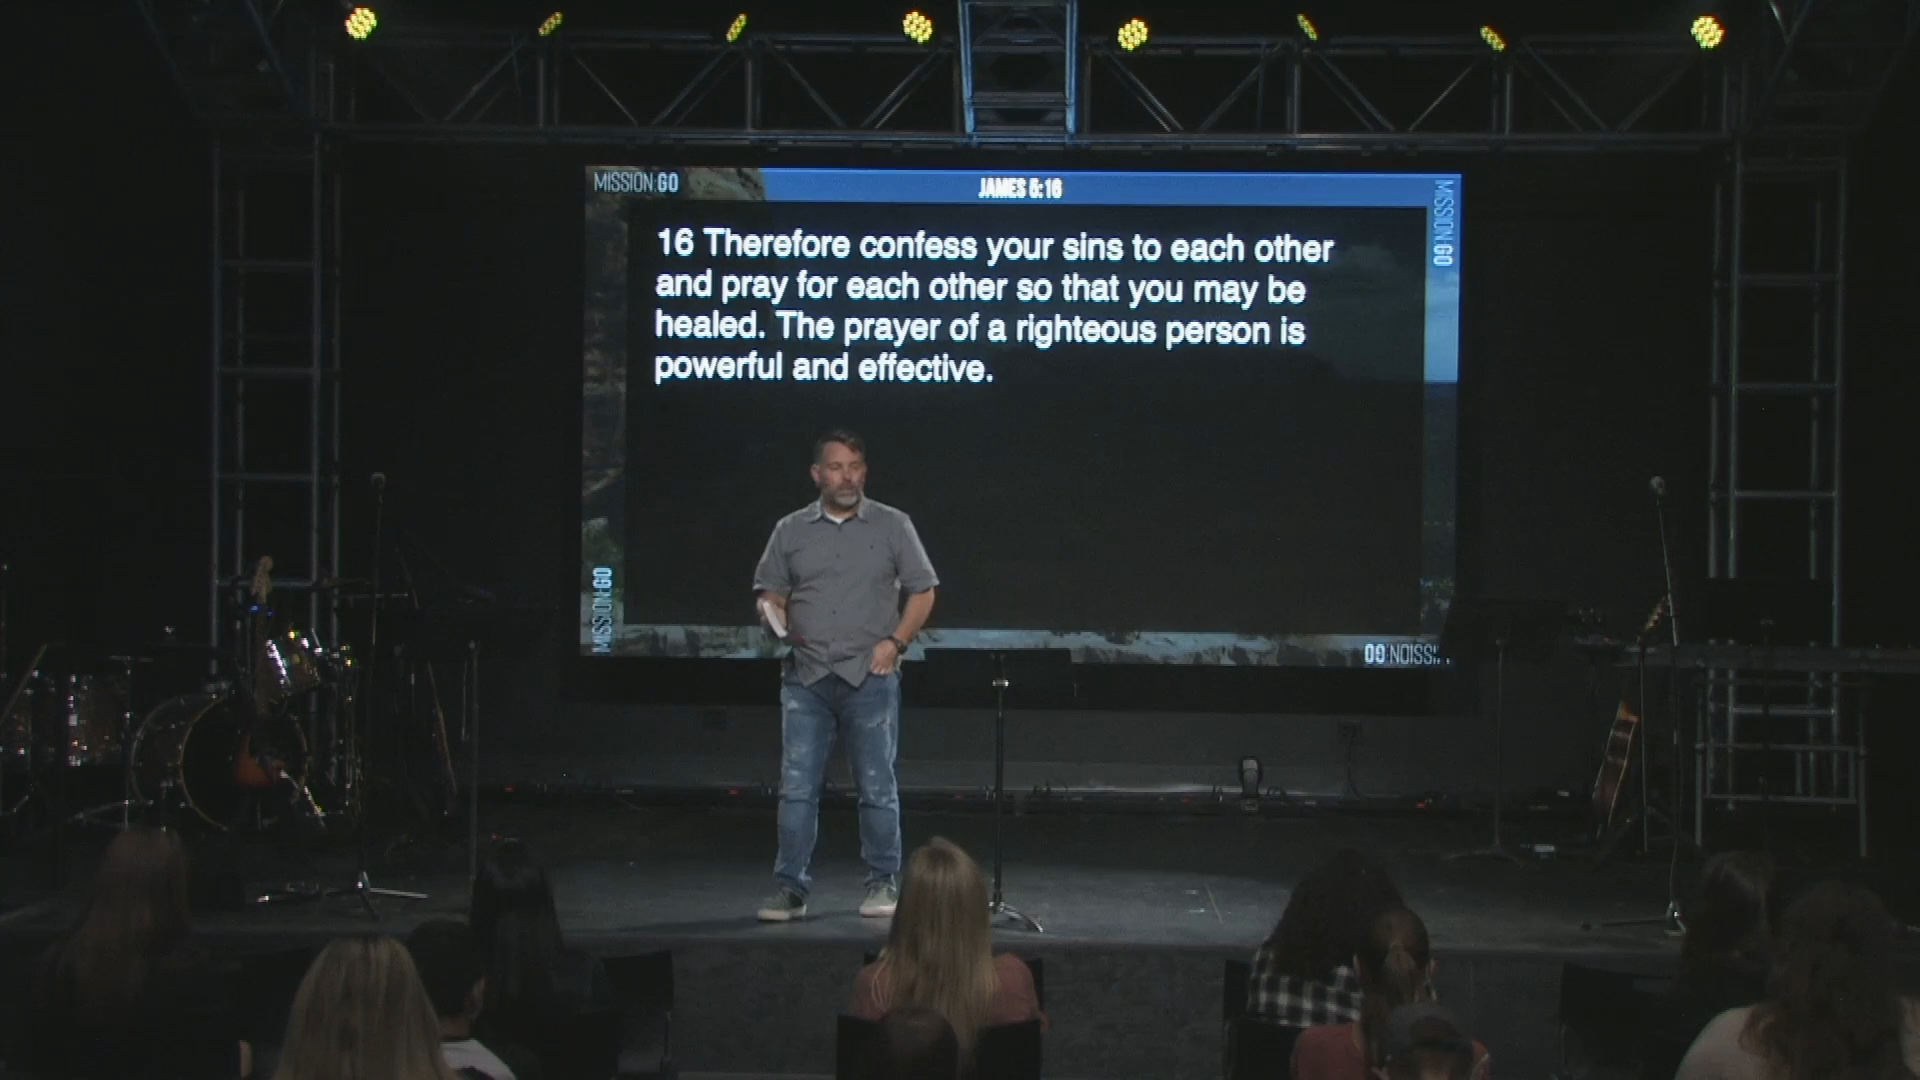 MISSION:GO
JAMES 5:16
MISSION:GO
16 Therefore confess your sins to each other
and pray for each other so that you may be
healed. The prayer of a righteous person is
powerful and effective.
MISSION:GO
GO:NOISSI